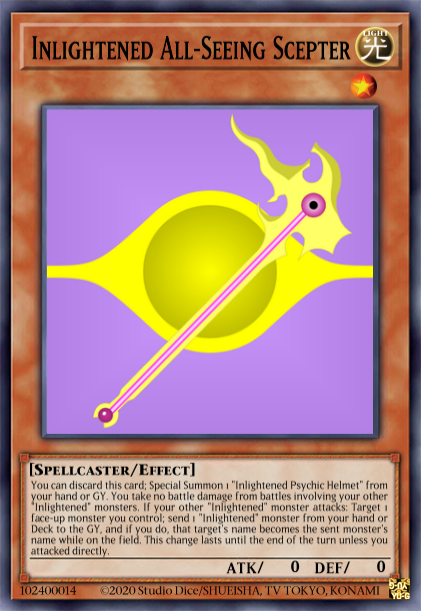 Inlightened All-Seeing Scepter
LIGHT
光
[Spellcaster/Effect]
You can discard this card; Special Summon 1 "Inlightened Psychic Helmet" from
your hand or GY. You take no battle damage from battles involving your other
"Inlightened" monsters. If your other "Inlightened" monster attacks: Target 1
face-up monster you control; send 1 "Inlightened" monster from your hand or
Deck to the GY, and if you do, that target's name becomes the sent monster's
name while on the field. This change lasts until the end of the turn unless you
attacked directly.
ATK/ 0 DEF/ 0
102400014 ©2020 Studio Dice/SHUEISHA, TV TOKYO, KONAMI